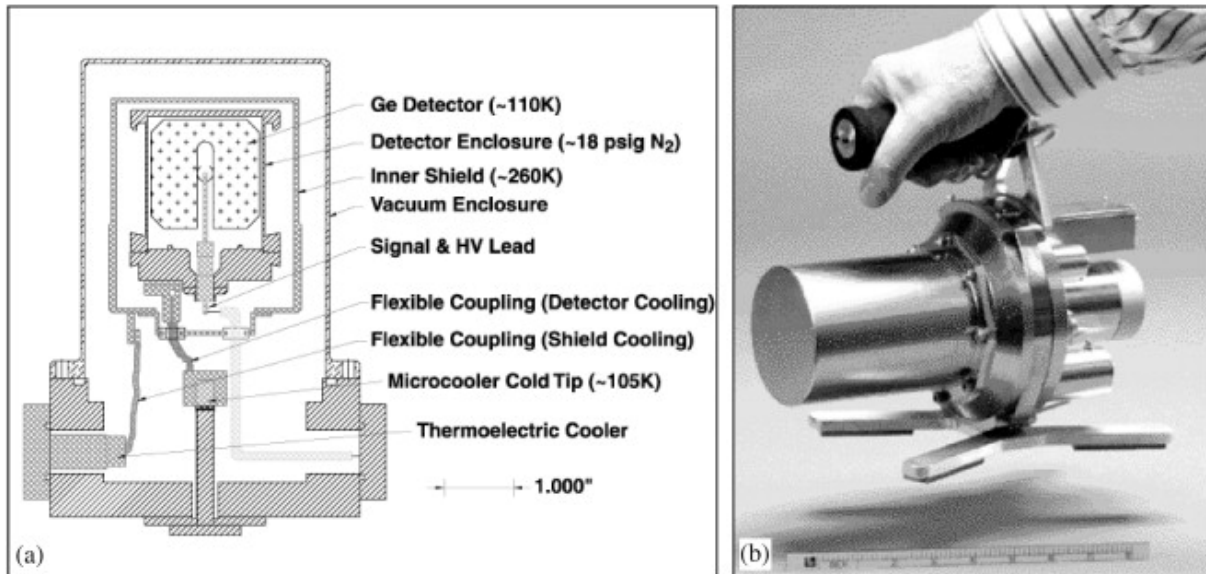 Ge Detector (~110K)
Detector Enclosure (~18 psig N₂)
Inner Shield (~260K)
Vacuum Enclosure
Signal & HV Lead
Flexible Coupling (Detector Cooling)
Flexible Coupling (Shield Cooling)
Microcooler Cold Tip (~105K)
Thermoelectric Cooler
1.000"
(a)
(b)